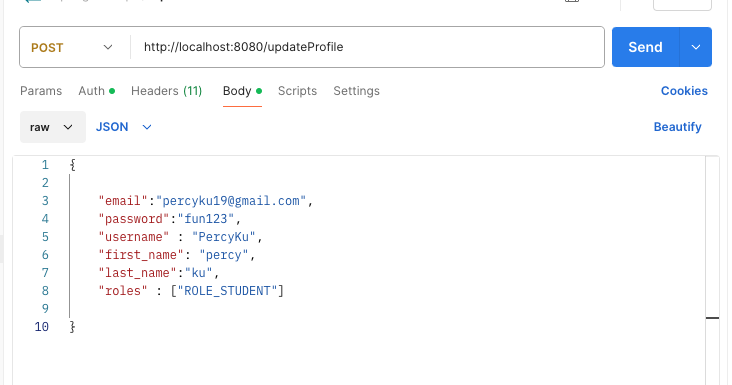 POST http://localhost:8080/updateProfile Send
Params Auth Headers (11) Body Scripts Settings Cookies
raw JSON Beautify
1 {
2
3 "email":"percyku19@gmail.com",
4 "password":"fun123",
5 "username" : "PercyKu",
6 "first_name": "percy",
7 "last_name":"ku",
8 "roles" : ["ROLE_STUDENT"]
9
10 }